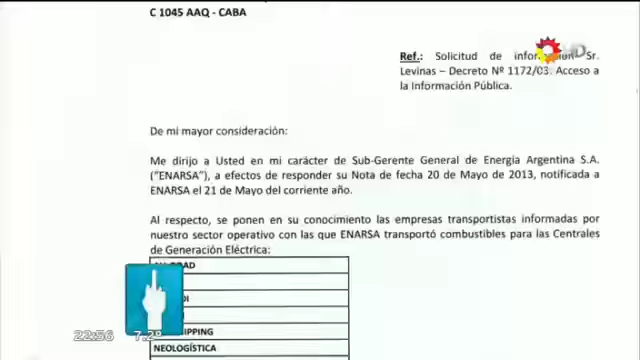 C 1045 AAQ - CABA
Ref.: Solicitud de información Sr.
Levinas – Decreto Nº 1172/03. Acceso a
la Información Pública.
De mi mayor consideración:
Me dirijo a Usted en mi carácter de Sub-Gerente General de Energía Argentina S.A.
("ENARSA"), a efectos de responder su Nota de fecha 20 de Mayo de 2013, notificada a
ENARSA el 21 de Mayo del corriente año.
Al respecto, se ponen en su conocimiento las empresas transportistas informadas por
nuestro sector operativo con las que ENARSA transportó combustibles para las Centrales
de Generación Eléctrica:
NEOLOGÍSTICA
22:56 7.2º